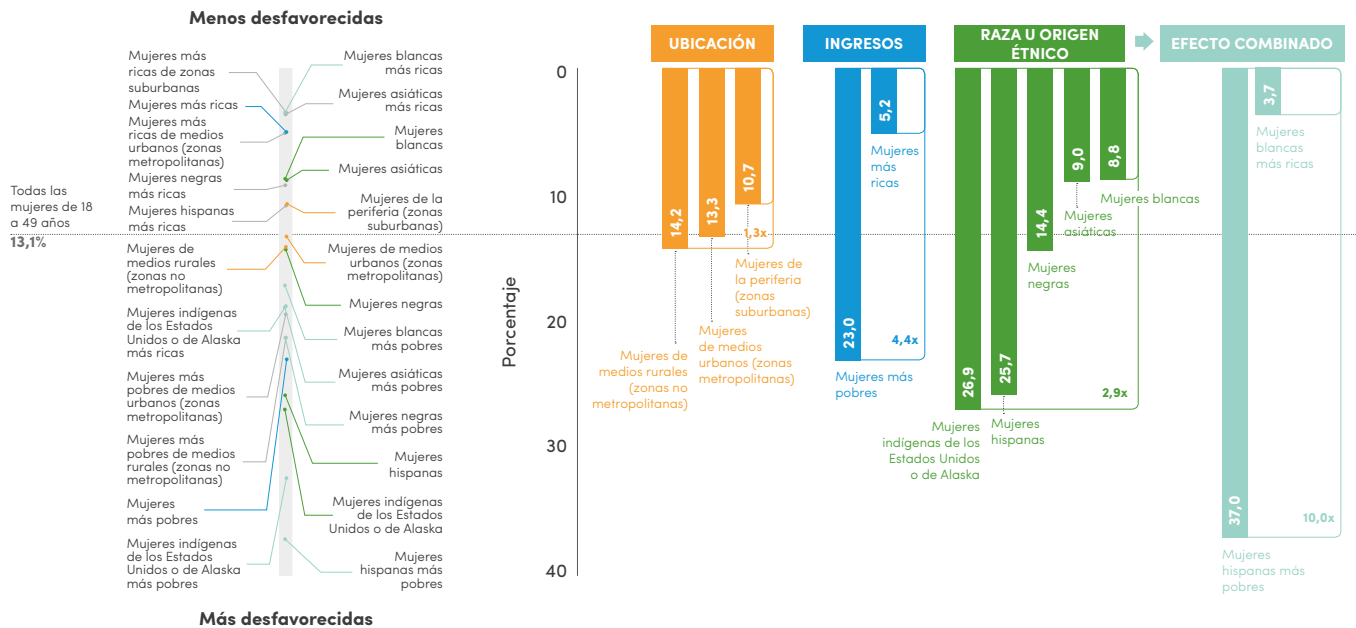 Menos desfavorecidas
Mujeres más
ricas de zonas
suburbanas
Mujeres más ricas
Mujeres más
ricas de medios
urbanos (zonas
metropolitanas)
Mujeres negras
más ricas
Mujeres hispanas
más ricas
Mujeres de
medios rurales
(zonas no
metropolitanas)
Mujeres indígenas
de los Estados
Unidos o de Alaska
más ricas
Mujeres más
pobres de medios
urbanos (zonas
metropolitanas)
Mujeres más
pobres de medios
rurales (zonas no
metropolitanas)
Mujeres
más pobres
Mujeres indígenas
de los Estados
Unidos o de Alaska
más pobres
Mujeres blancas
más ricas
Mujeres asiáticas
más ricas
Mujeres
blancas
Mujeres asiáticas
Mujeres de la
periferia (zonas
suburbanas)
Mujeres de medios
urbanos (zonas
metropolitanas)
Mujeres negras
Mujeres blancas
más pobres
Mujeres asiáticas
más pobres
Mujeres negras
más pobres
Mujeres
hispanas
Mujeres indígenas
de los Estados
Unidos o de Alaska
Mujeres
hispanas más
pobres
Más desfavorecidas
Todas las
mujeres de 18
a 49 años
13,1%
Porcentaje
0
10
20
30
40
UBICACIÓN
14,2
13,3
10,7
1,3x
Mujeres de
medios rurales
(zonas no
metropolitanas)
Mujeres
de medios
urbanos (zonas
metropolitanas)
Mujeres de
la periferia
(zonas
suburbanas)
INGRESOS
23,0
5,2
4,4x
Mujeres más
pobres
Mujeres
más
ricas
RAZA U ORIGEN
ÉTNICO
26,9
25,7
14,4
9,0
8,8
2,9x
Mujeres
indígenas de los
Estados Unidos
o de Alaska
Mujeres
hispanas
Mujeres
negras
Mujeres
asiáticas
Mujeres blancas
EFECTO COMBINADO
37,0
3,7
10,0x
Mujeres
hispanas más
pobres
Mujeres
blancas
más ricas